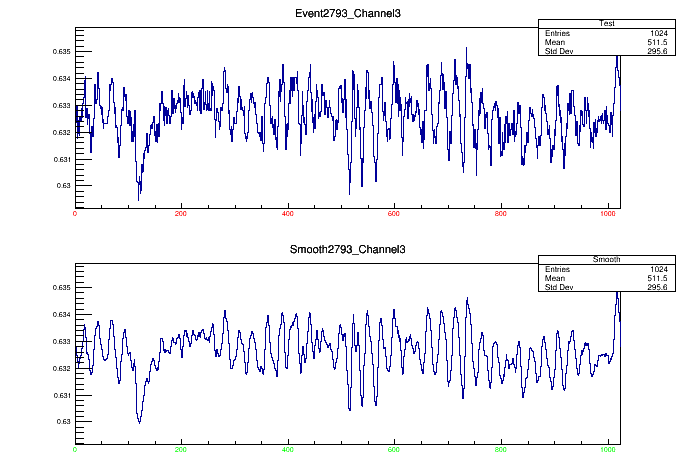 Event2793_Channel3
Test
Entries 1024
Mean 511.5
Std Dev 295.6
0.635
0.634
0.633
0.632
0.631
0.63
0 200 400 600 800 1000
Smooth2793_Channel3
Smooth
Entries 1024
Mean 511.5
Std Dev 295.6
0.635
0.634
0.633
0.632
0.631
0.63
0 200 400 600 800 1000